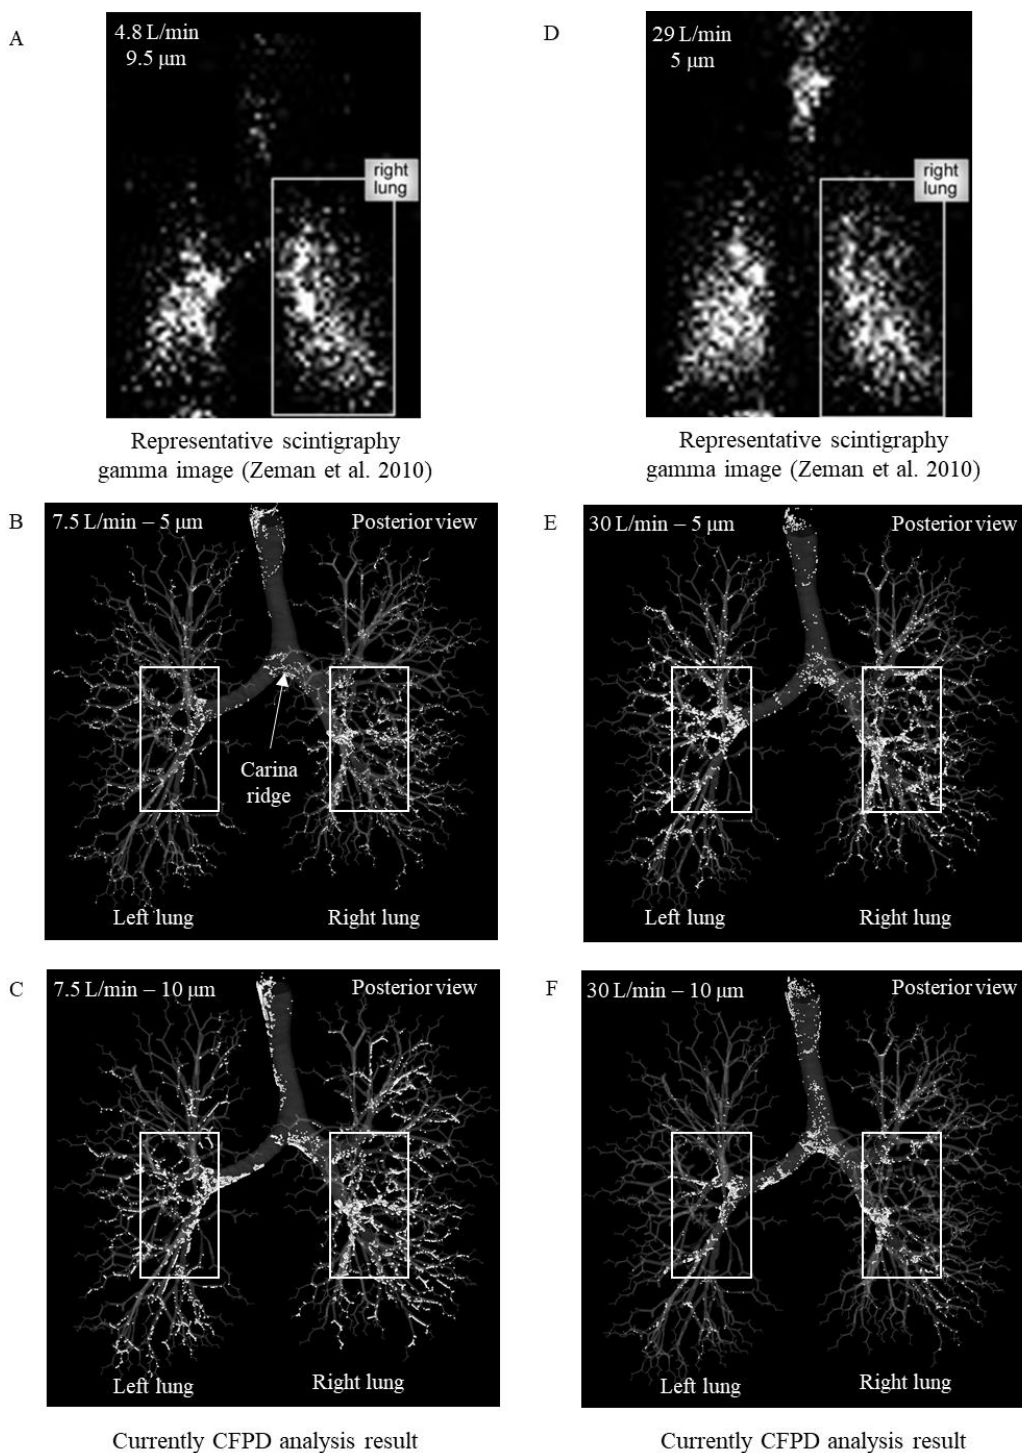 A
4.8 L/min
9.5 μm
right
lung
Representative scintigraphy
gamma image (Zeman et al. 2010)
D
29 L/min
5 μm
right
lung
Representative scintigraphy
gamma image (Zeman et al. 2010)
B
7.5 L/min – 5 μm
Posterior view
Carina
ridge
Left lung
Right lung
E
30 L/min – 5 μm
Posterior view
Left lung
Right lung
C
7.5 L/min – 10 μm
Posterior view
Left lung
Right lung
Currently CFPD analysis result
F
30 L/min – 10 μm
Posterior view
Left lung
Right lung
Currently CFPD analysis result